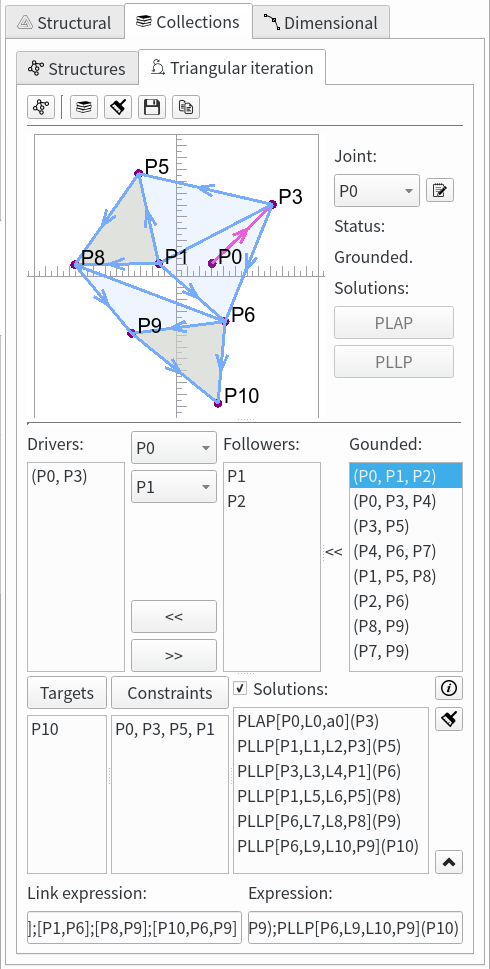 Structural Collections Dimensional
Structures Triangular iteration
Joint:
P0
Status:
Grounded.
Solutions:
PLAP
PLLP
P5
P3
P8
P1
P0
P9
P6
P10
Drivers:
(P0, P3)
P0
P1
<<
>>
Followers:
P1
P2
<<
Gounded:
(P0, P1, P2)
(P0, P3, P4)
(P3, P5)
(P4, P6, P7)
(P1, P5, P8)
(P2, P6)
(P8, P9)
(P7, P9)
Targets
P10
Constraints
P0, P3, P5, P1
Solutions:
PLAP[P0,L0,a0](P3)
PLLP[P1,L1,L2,P3](P5)
PLLP[P3,L3,L4,P1](P6)
PLLP[P1,L5,L6,P5](P8)
PLLP[P6,L7,L8,P8](P9)
PLLP[P6,L9,L10,P9](P10)
Link expression:
];[P1,P6];[P8,P9];[P10,P6,P9]
Expression:
P9);PLLP[P6,L9,L10,P9](P10)